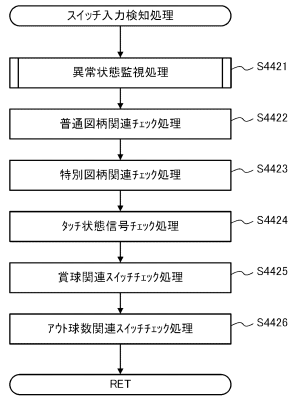 スイッチ入力検知処理
異常状態監視処理
S4421
普通図柄関連チェック処理
S4422
特別図柄関連チェック処理
S4423
タッチ状態信号チェック処理
S4424
賞球関連スイッチチェック処理
S4425
アウト球数関連スイッチチェック処理
S4426
RET